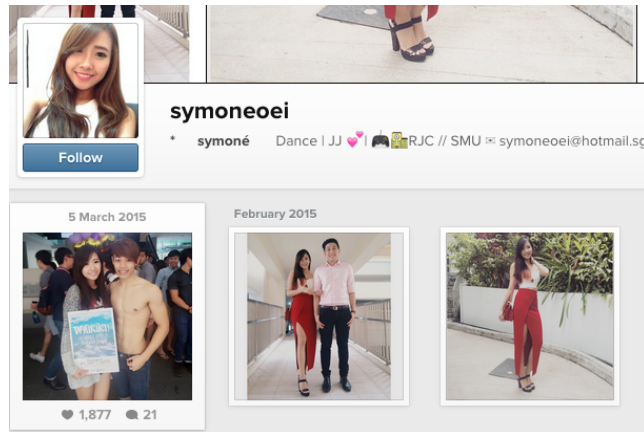 symoneoei
* symoné Dance | JJ 💕 | 🎮 RJC // SMU ✉ symoneoei@hotmail.sg
Follow
5 March 2015
February 2015
1,877 21